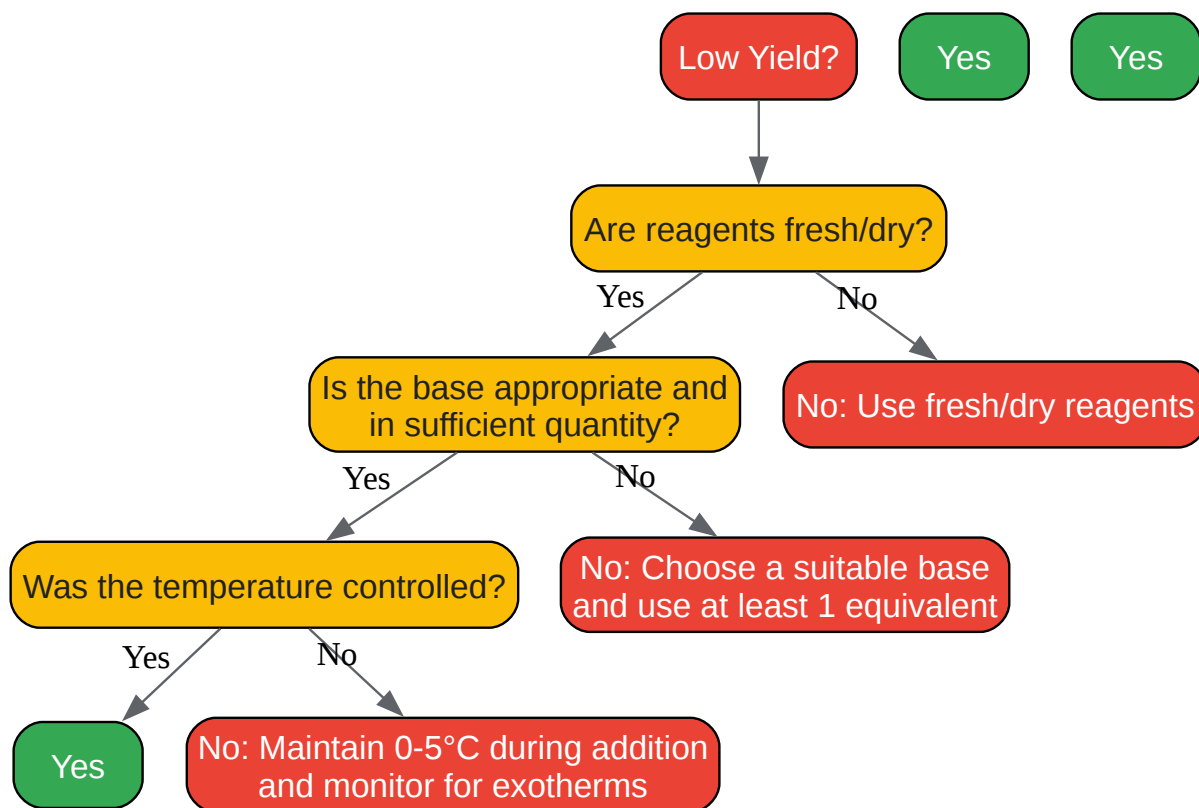 Low Yield?
Yes
Yes
Are reagents fresh/dry?
Yes
No
Is the base appropriate and
in sufficient quantity?
No: Use fresh/dry reagents
Yes
No
Was the temperature controlled?
No: Choose a suitable base
and use at least 1 equivalent
Yes
No
Yes
No: Maintain 0-5°C during addition
and monitor for exotherms